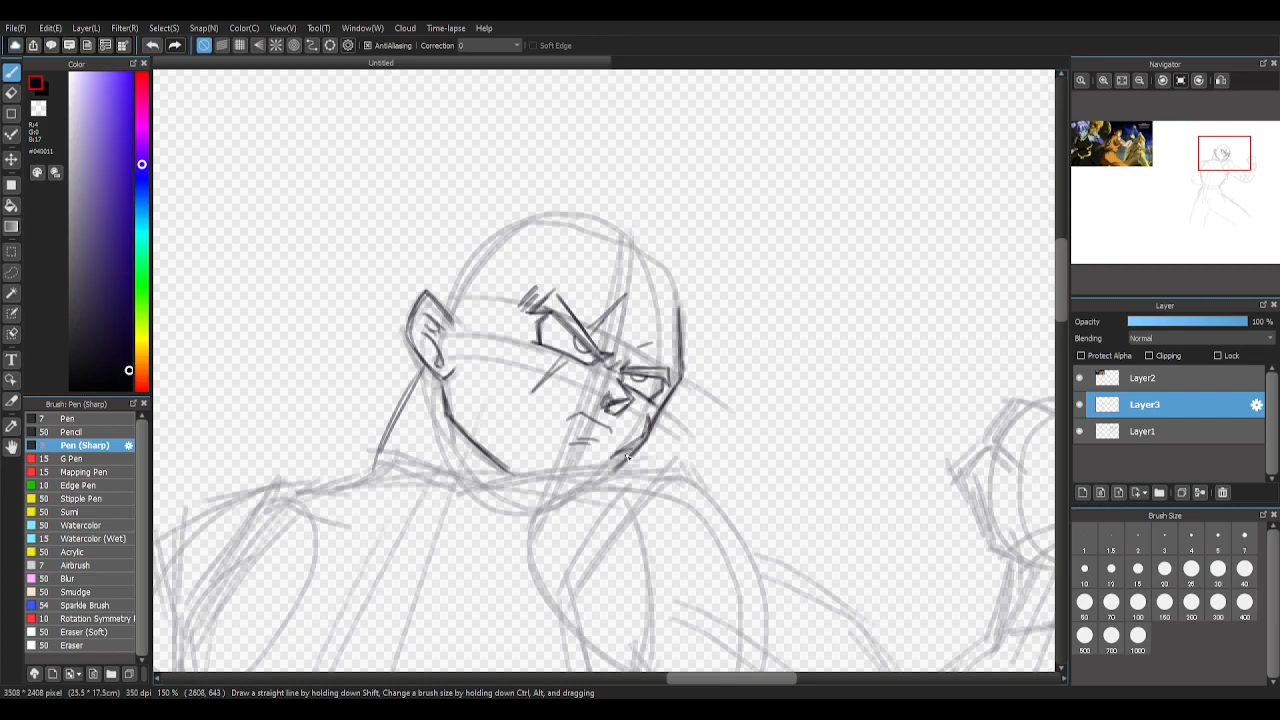 File(F) Edit(E) Layer(L) Filter(R) Select(S) Snap(N) Color(C) View(V) Tool(T) Window(W) Cloud Time-lapse Help
AntiAliasing Correction 0 Soft Edge
Color
R:4
G:0
B:17
#040011
Brush: Pen (Sharp)
7 Pen
50 Pencil
Pen (Sharp)
15 G Pen
15 Mapping Pen
10 Edge Pen
50 Stipple Pen
50 Sumi
50 Watercolor
15 Watercolor (Wet)
50 Acrylic
7 Airbrush
50 Blur
50 Smudge
54 Sparkle Brush
10 Rotation Symmetry
50 Eraser (Soft)
50 Eraser
Untitled
Navigator
Layer
Opacity 100 %
Blending Normal
Protect Alpha Clipping Lock
Layer2
Layer3
Layer1
Brush Size
1 1.5 2 3 4 5 7
10 12 15 20 25 30 40
50 70 100 150 200 300 400
500 700 1000
3508 * 2408 pixel (25.5 * 17.5cm) 350 dpi 150 % (2608, 643) Draw a straight line by holding down Shift, Change a brush size by holding down Ctrl, Alt, and dragging